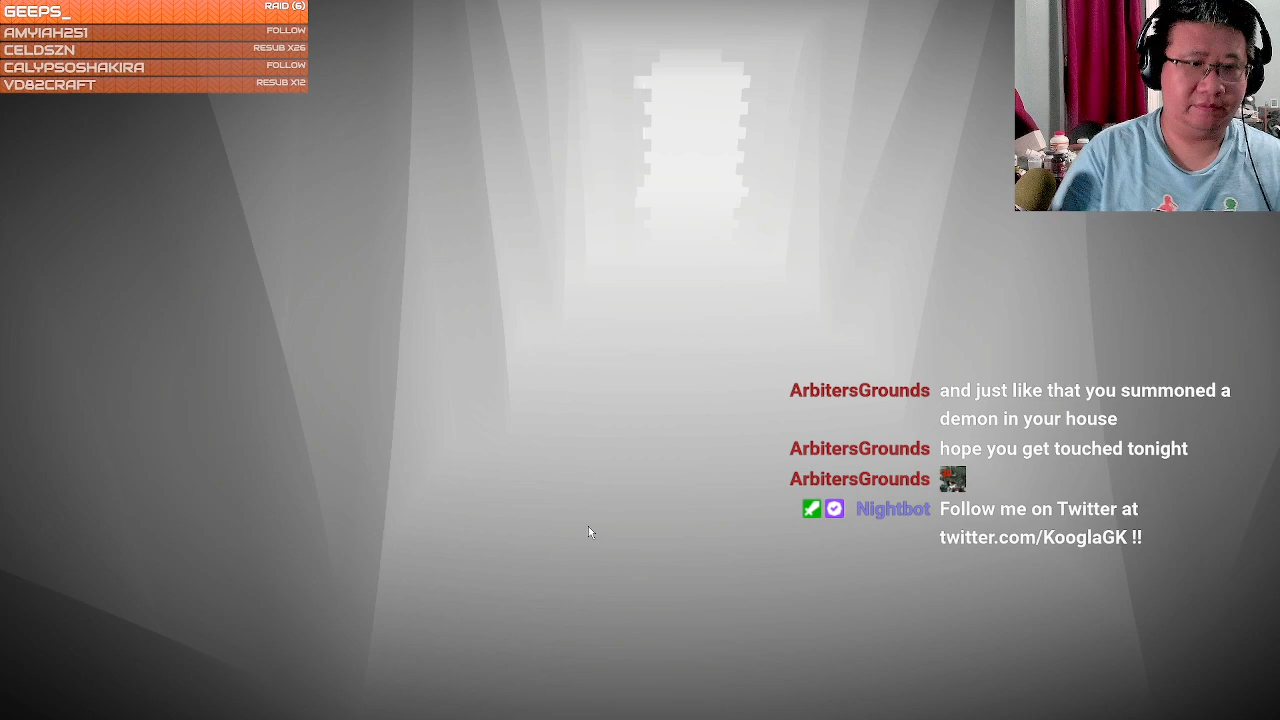 GEEPS_ RAID (6)
AMYIAH251 FOLLOW
CELDSZN RESUB X26
CALYPSOSHAKIRA FOLLOW
VD82CRAFT RESUB X12
ArbitersGrounds and just like that you summoned a
demon in your house
ArbitersGrounds hope you get touched tonight
ArbitersGrounds
Nightbot Follow me on Twitter at
twitter.com/KooglaGK !!